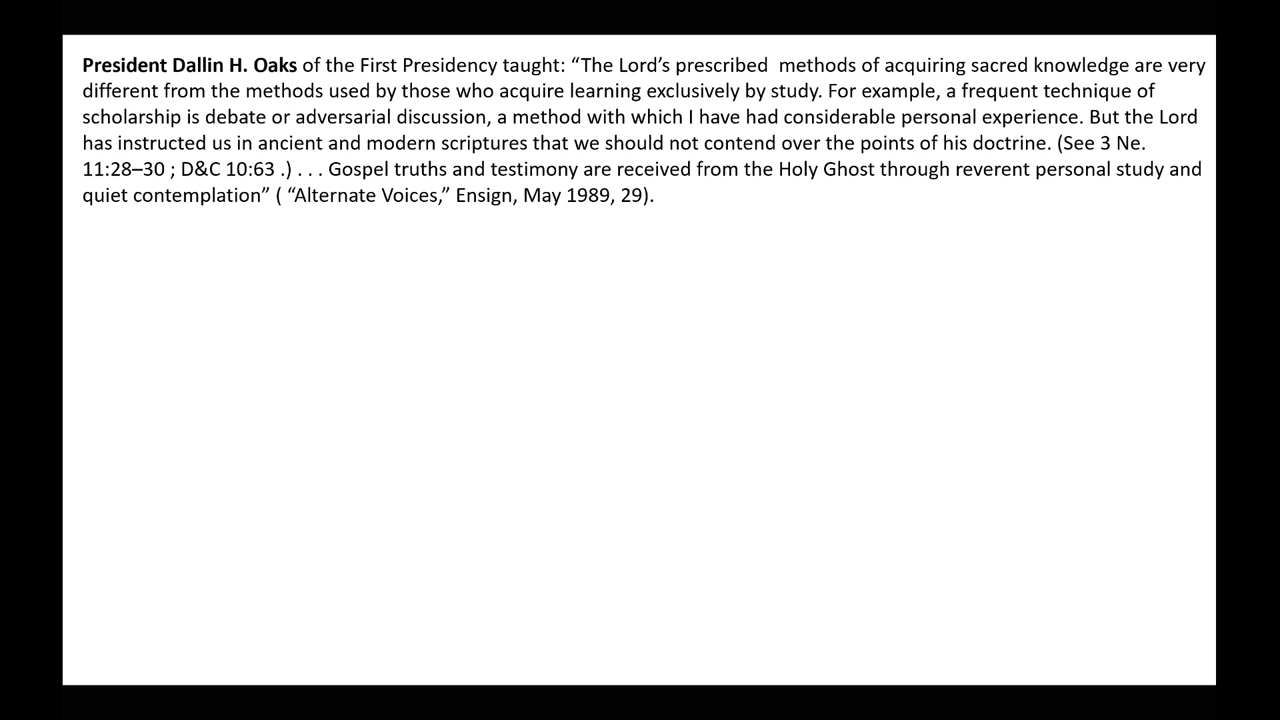 President Dallin H. Oaks of the First Presidency taught: “The Lord’s prescribed  methods of acquiring sacred knowledge are very
different from the methods used by those who acquire learning exclusively by study. For example, a frequent technique of
scholarship is debate or adversarial discussion, a method with which I have had considerable personal experience. But the Lord
has instructed us in ancient and modern scriptures that we should not contend over the points of his doctrine. (See 3 Ne.
11:28–30 ; D&C 10:63 .) . . . Gospel truths and testimony are received from the Holy Ghost through reverent personal study and
quiet contemplation” ( “Alternate Voices,” Ensign, May 1989, 29).